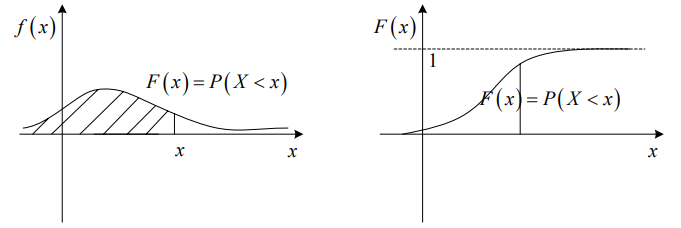 f(x)
F(x) = P(X < x)
x
x
F(x)
1
F(x) = P(X < x)
x